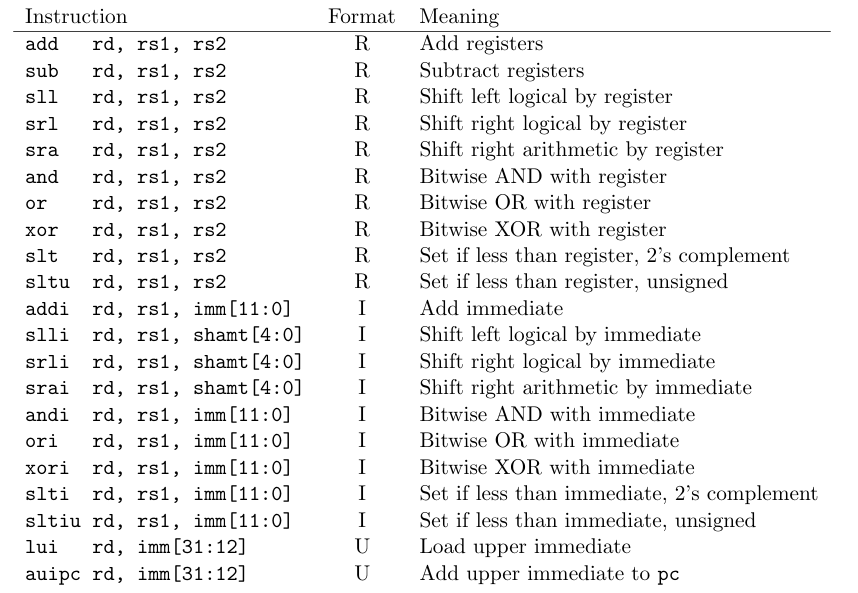 Instruction Format Meaning
add rd, rs1, rs2 R Add registers
sub rd, rs1, rs2 R Subtract registers
sll rd, rs1, rs2 R Shift left logical by register
srl rd, rs1, rs2 R Shift right logical by register
sra rd, rs1, rs2 R Shift right arithmetic by register
and rd, rs1, rs2 R Bitwise AND with register
or rd, rs1, rs2 R Bitwise OR with register
xor rd, rs1, rs2 R Bitwise XOR with register
slt rd, rs1, rs2 R Set if less than register, 2's complement
sltu rd, rs1, rs2 R Set if less than register, unsigned
addi rd, rs1, imm[11:0] I Add immediate
slli rd, rs1, shamt[4:0] I Shift left logical by immediate
srli rd, rs1, shamt[4:0] I Shift right logical by immediate
srai rd, rs1, shamt[4:0] I Shift right arithmetic by immediate
andi rd, rs1, imm[11:0] I Bitwise AND with immediate
ori rd, rs1, imm[11:0] I Bitwise OR with immediate
xori rd, rs1, imm[11:0] I Bitwise XOR with immediate
slti rd, rs1, imm[11:0] I Set if less than immediate, 2's complement
sltiu rd, rs1, imm[11:0] I Set if less than immediate, unsigned
lui rd, imm[31:12] U Load upper immediate
auipc rd, imm[31:12] U Add upper immediate to pc